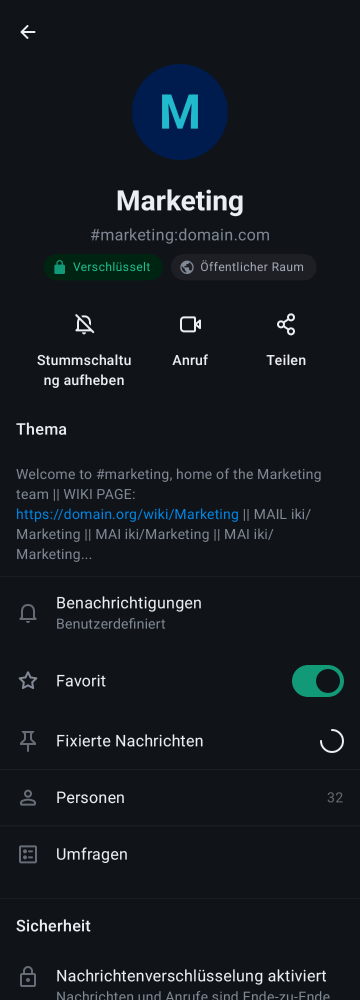 M
Marketing
#marketing:domain.com
Verschlüsselt
Öffentlicher Raum
Stummschaltu
ng aufheben
Anruf
Teilen
Thema
Welcome to #marketing, home of the Marketing
team || WIKI PAGE:
https://domain.org/wiki/Marketing || MAIL iki/
Marketing || MAI iki/Marketing || MAI iki/
Marketing...
Benachrichtigungen
Benutzerdefiniert
Favorit
Fixierte Nachrichten
Personen
32
Umfragen
Sicherheit
Nachrichtenverschlüsselung aktiviert
Nachrichten und Anrufe sind Ende-zu-Ende